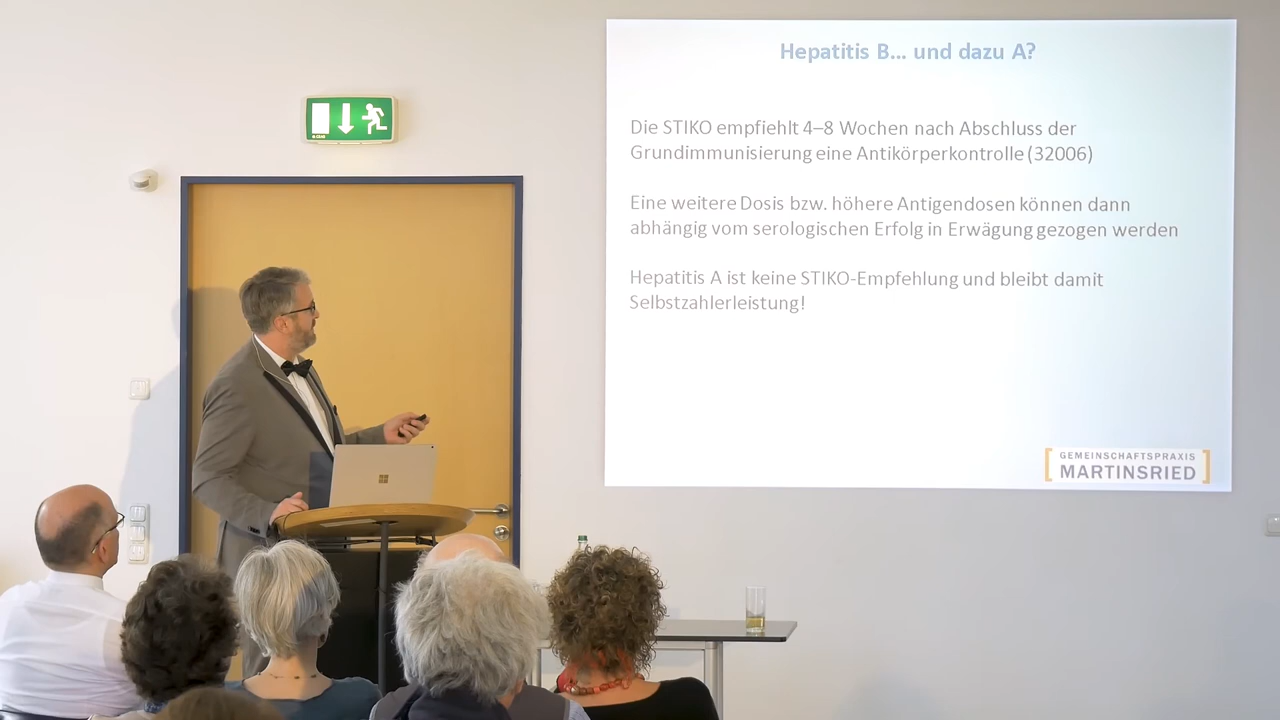 Hepatitis B... und dazu A?
Die STIKO empfiehlt 4–8 Wochen nach Abschluss der
Grundimmunisierung eine Antikörperkontrolle (32006)
Eine weitere Dosis bzw. höhere Antigendosen können dann
abhängig vom serologischen Erfolg in Erwägung gezogen werden
Hepatitis A ist keine STIKO-Empfehlung und bleibt damit
Selbstzahlerleistung!
GEMEINSCHAFTSPRAXIS
MARTINSRIED